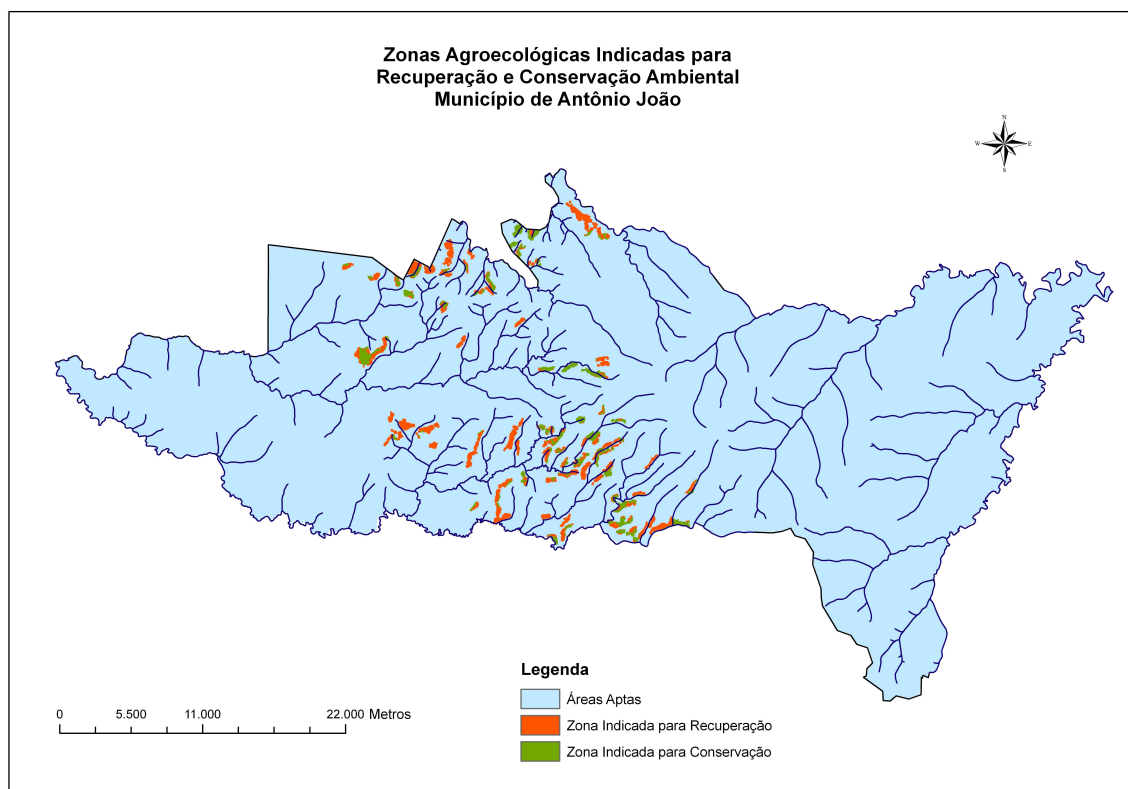 Zonas Agroecológicas Indicadas para
Recuperação e Conservação Ambiental
Município de Antônio João
N
W E
S
Legenda
Áreas Aptas
Zona Indicada para Recuperação
Zona Indicada para Conservação
0 5.500 11.000 22.000 Metros